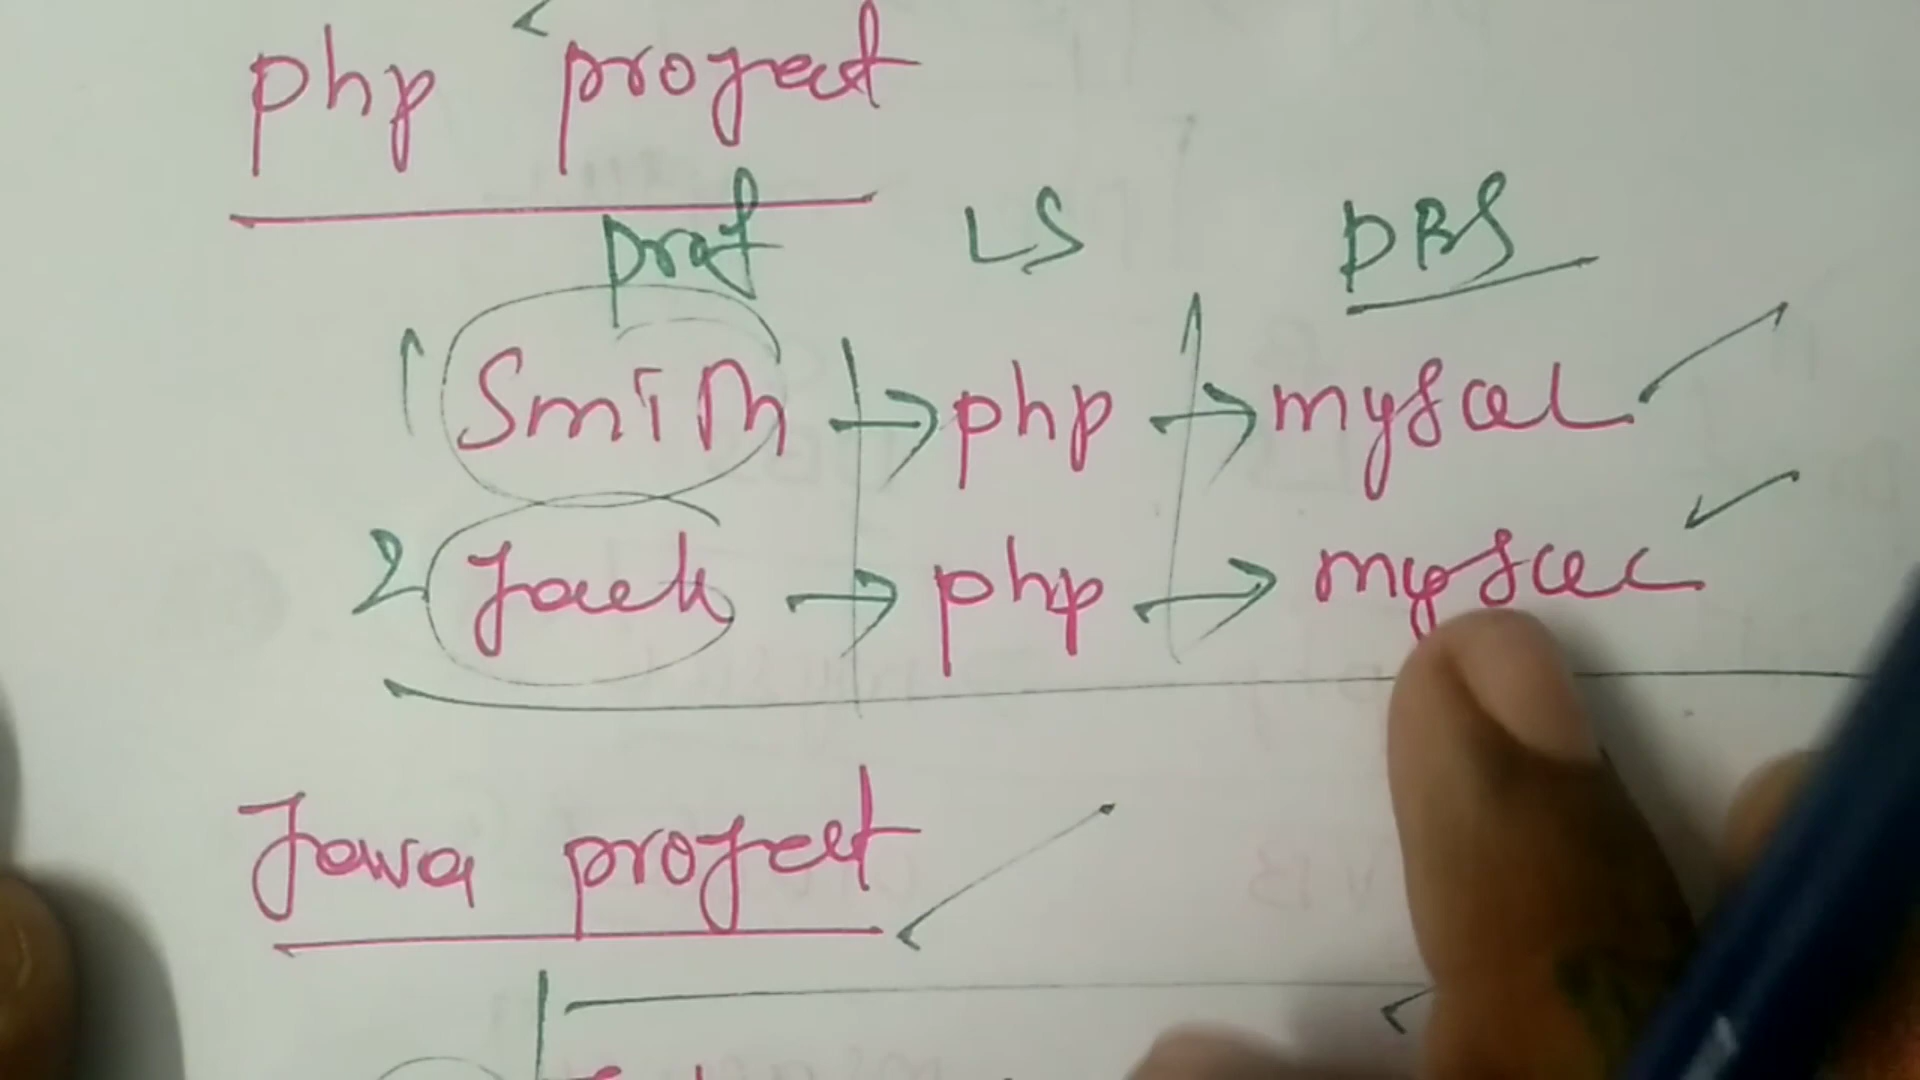 php project
prof LS DBS
1 Smith → php → mysql
2 Jack → php → mysql
Java project